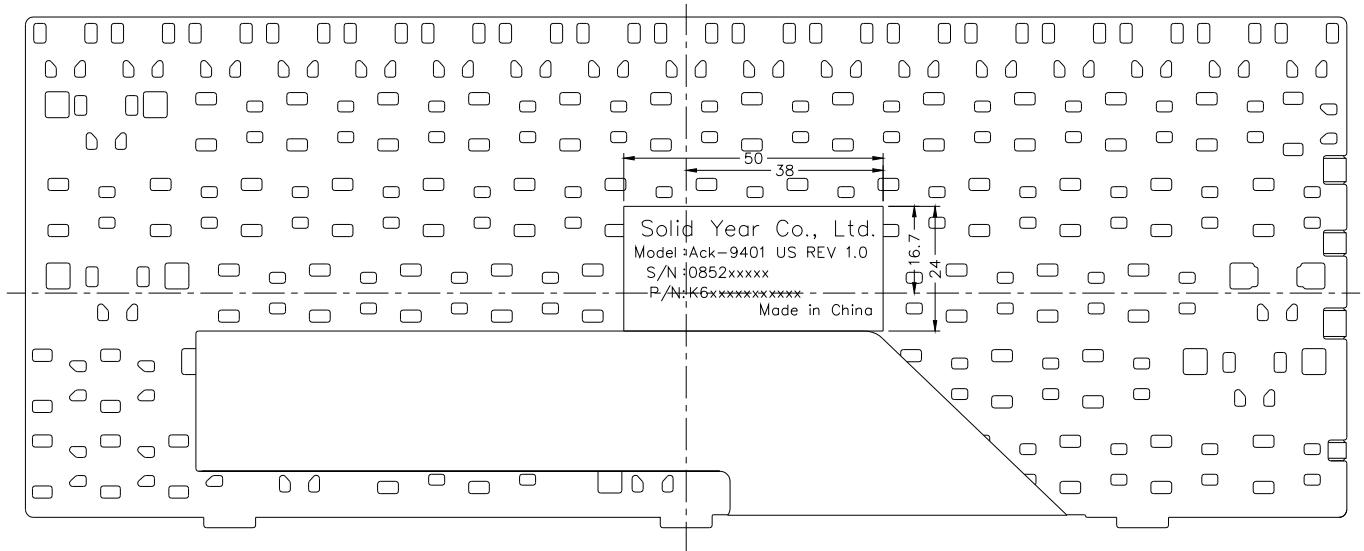 50
38
Solid Year Co., Ltd.
Model:Ack-9401 US REV 1.0
S/N:0852xxxxx
P/N:K6xxxxxxxxxxx
Made in China
16.7
24